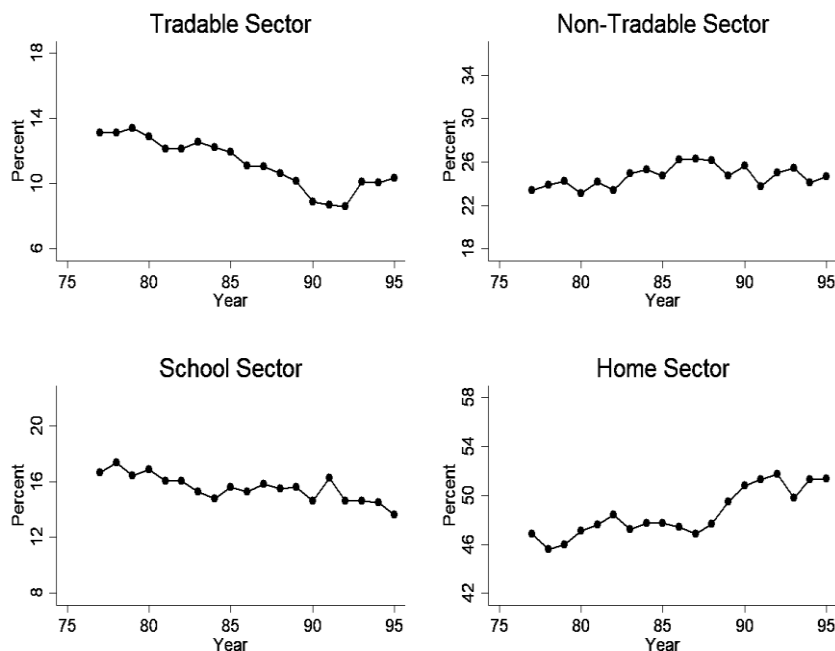 Tradable Sector
Percent
18
14
10
6
75 80 85 90 95
Year
Non-Tradable Sector
Percent
34
30
26
22
18
75 80 85 90 95
Year
School Sector
Percent
20
16
12
8
75 80 85 90 95
Year
Home Sector
Percent
58
54
50
46
42
75 80 85 90 95
Year